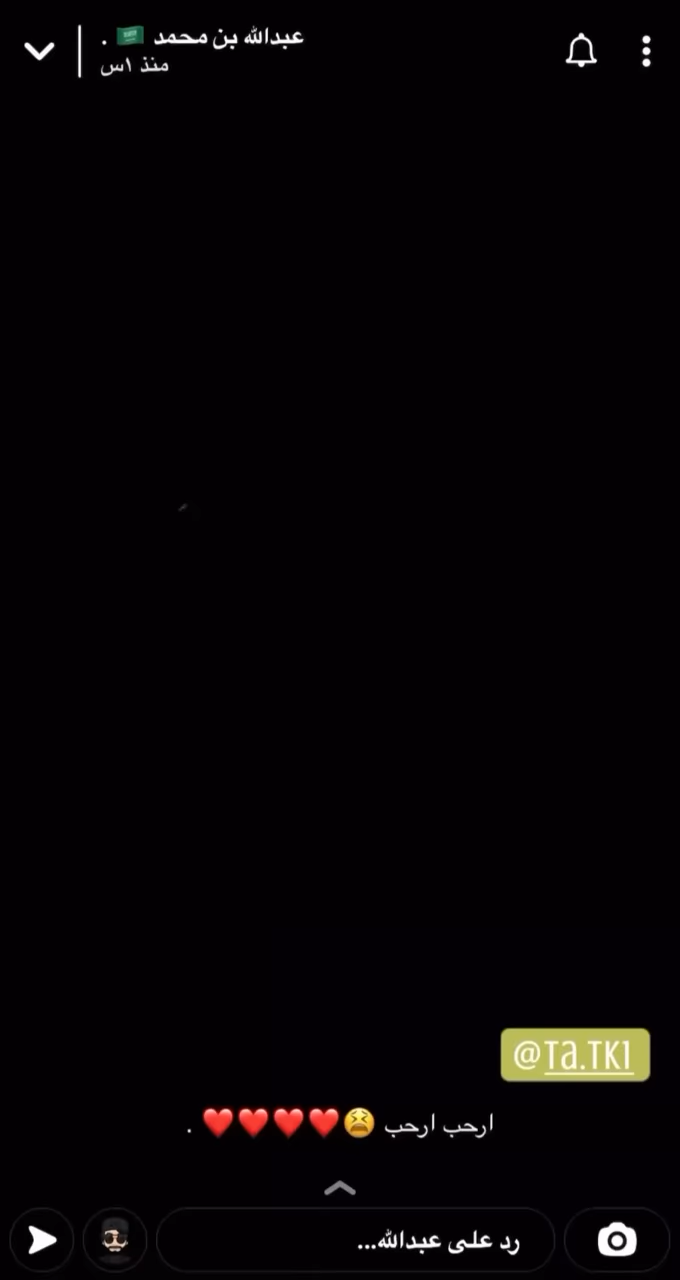 عبدالله بن محمد 🇸🇦 .
منذ ١س
@Ta.TK1
ارحب ارحب 😫❤️❤️❤️❤️ .
رد على عبدالله...